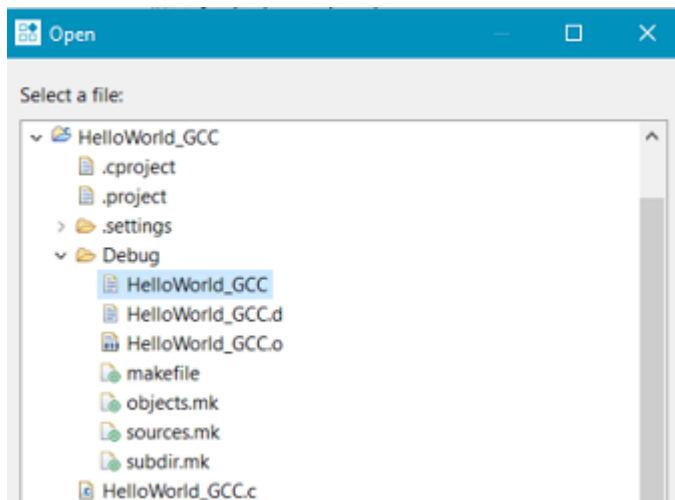 Open
Select a file:
HelloWorld_GCC
.cproject
.project
.settings
Debug
HelloWorld_GCC
HelloWorld_GCC.d
HelloWorld_GCC.o
makefile
objects.mk
sources.mk
subdir.mk
HelloWorld_GCC.c